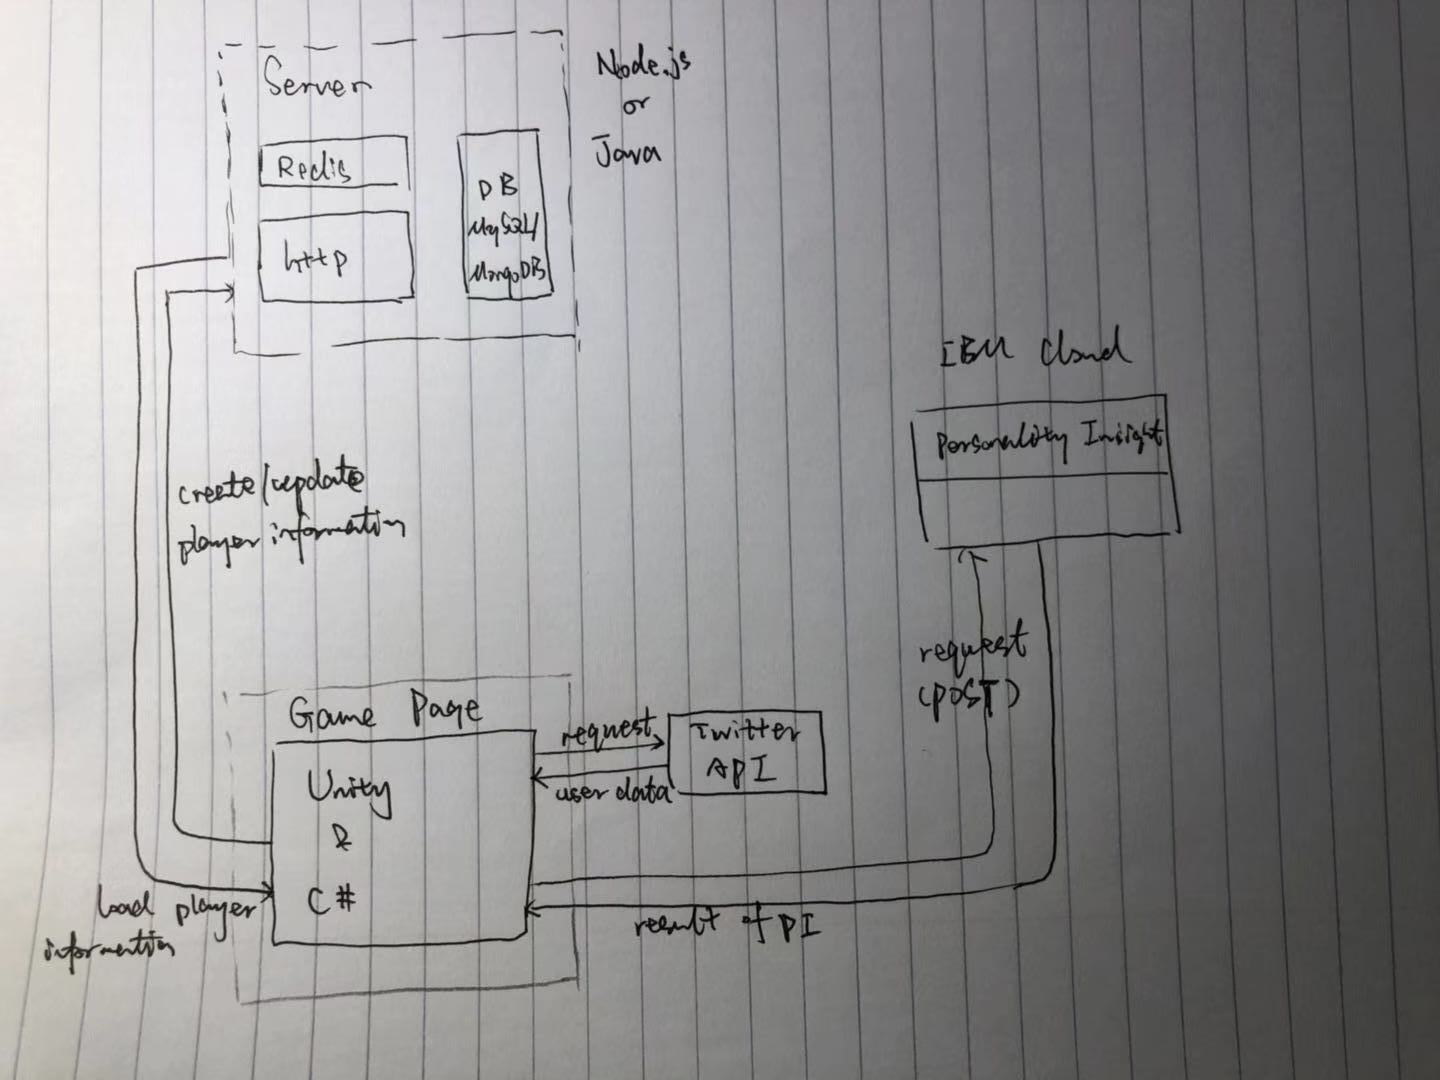 Server
Node.js
or
Java
Redis
http
DB
MySQL/
MongoDB
IBM Cloud
Personality Insight
create/update
player information
request
(POST)
Game Page
Unity
&
C#
request
user data
Twitter
API
load player
information
result of PI